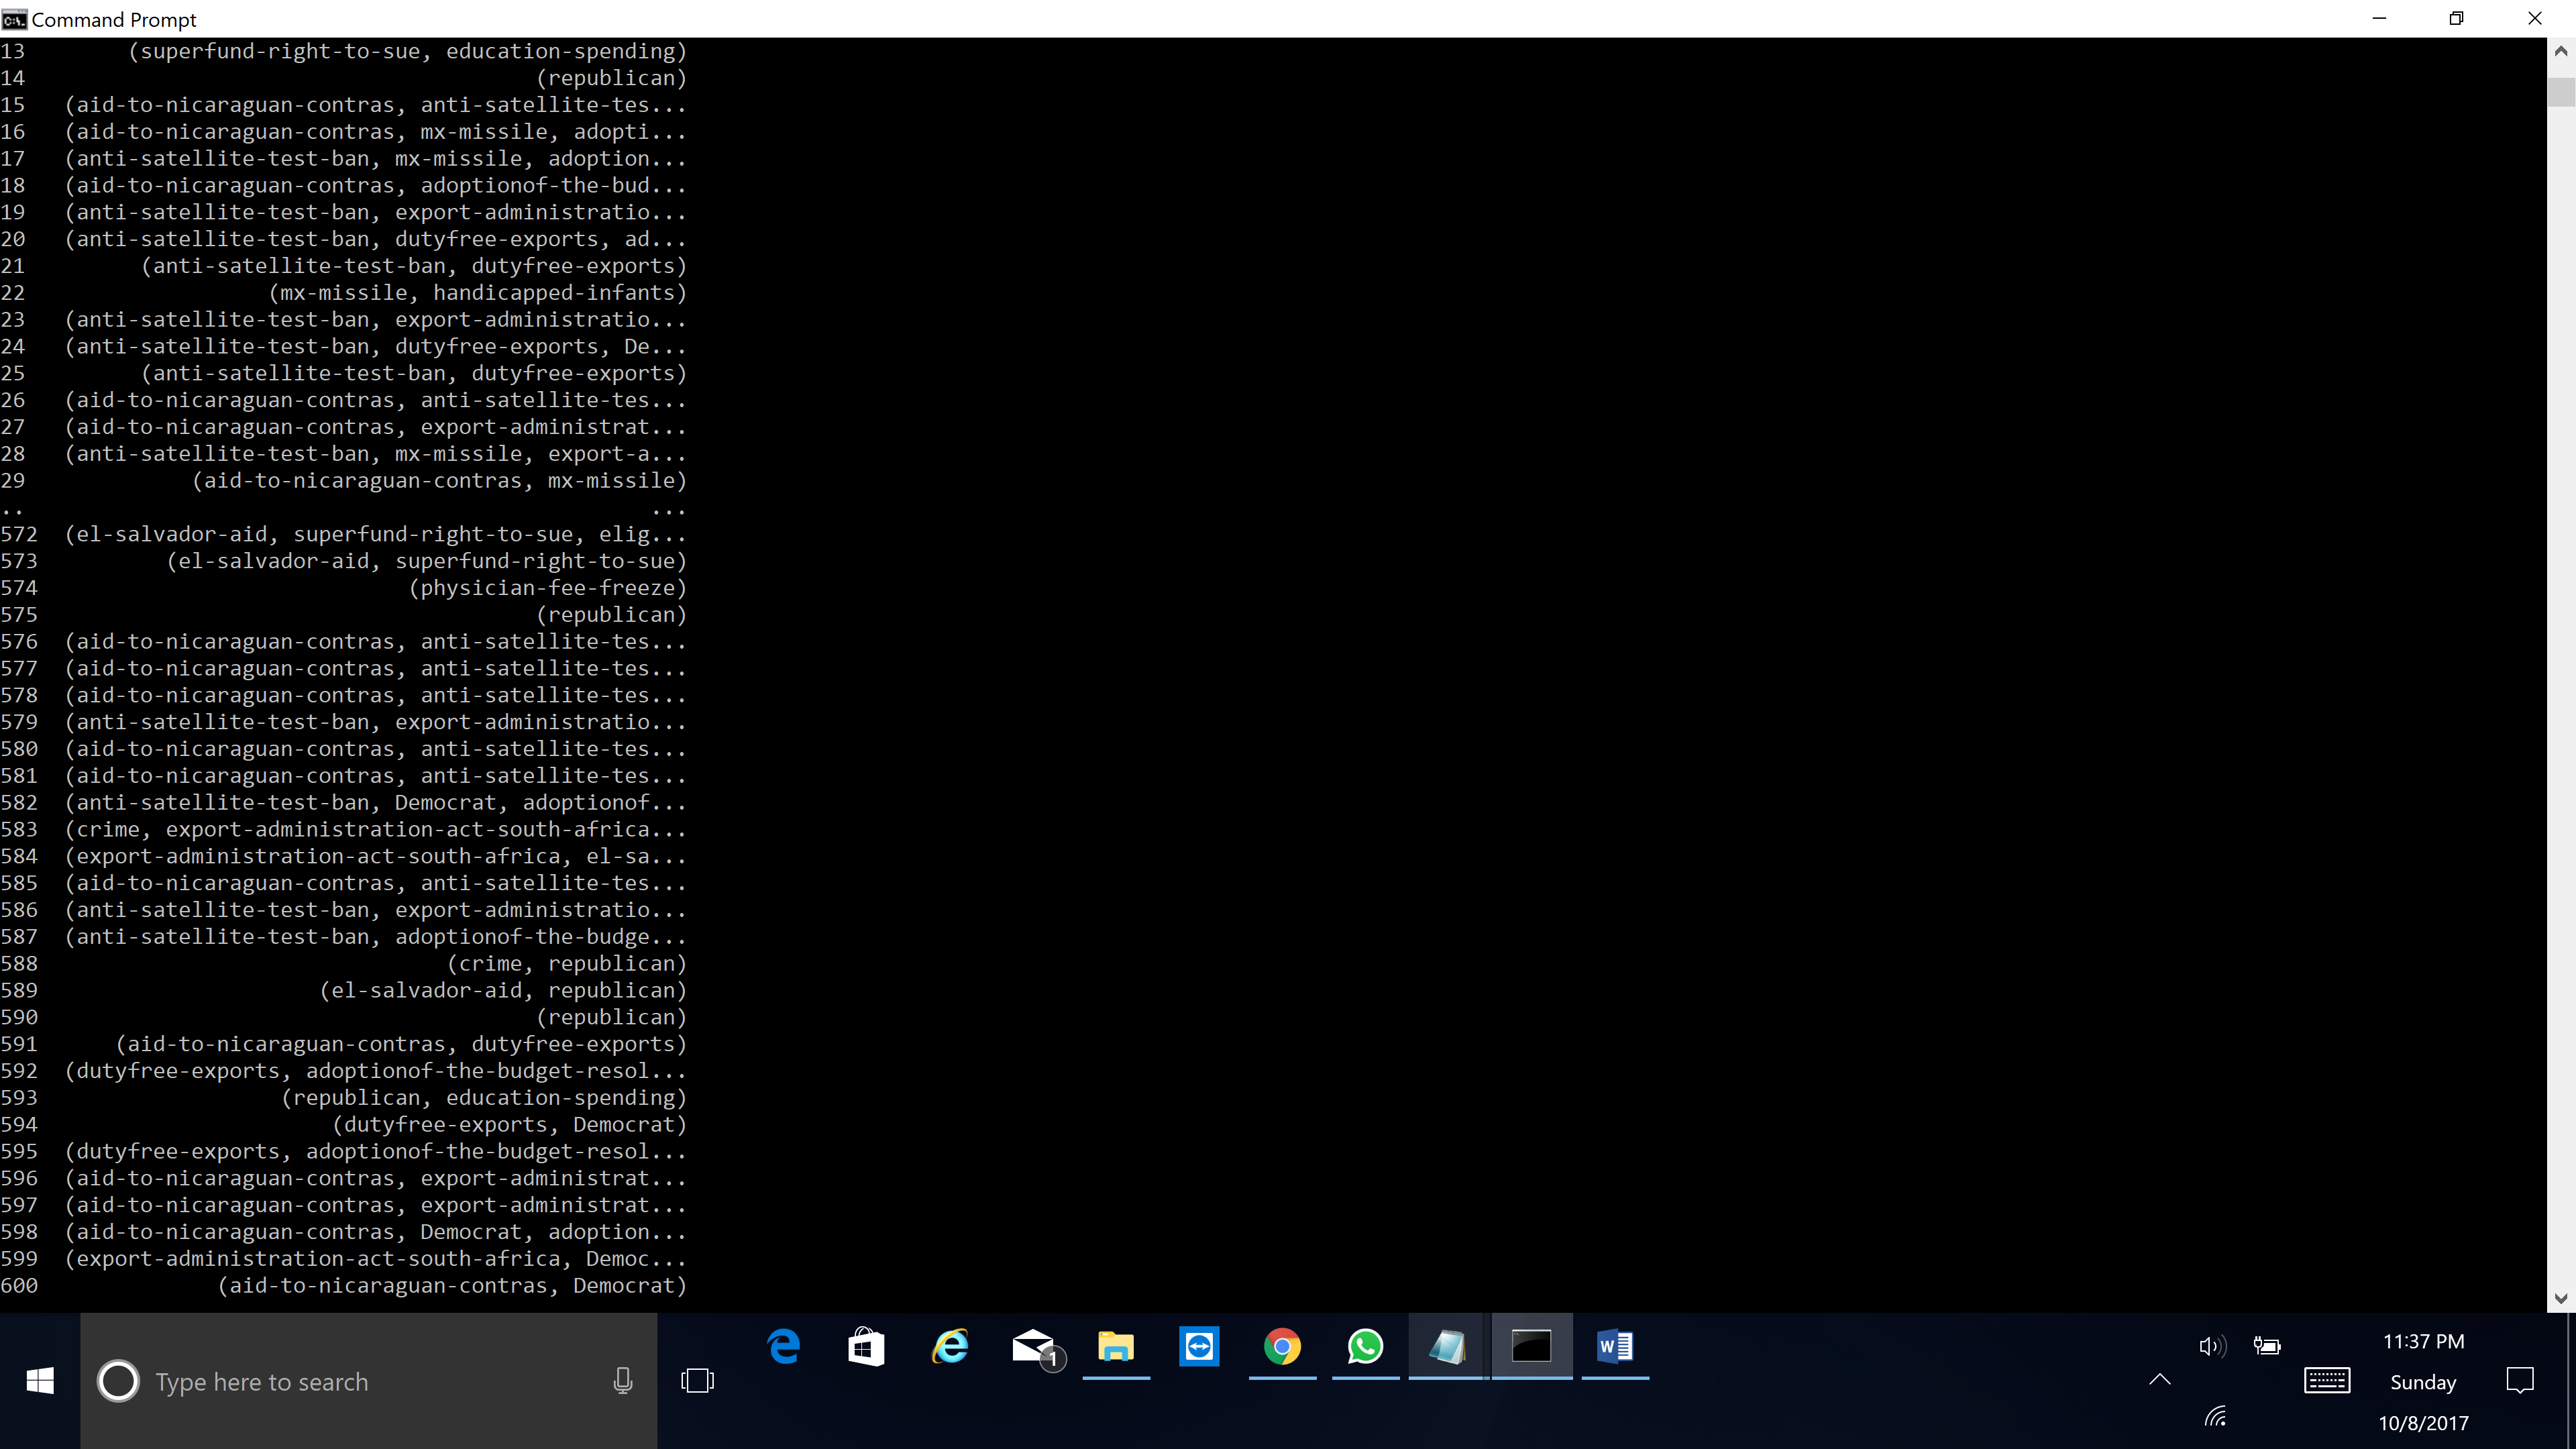 Command Prompt
13 (superfund-right-to-sue, education-spending)
14 (republican)
15 (aid-to-nicaraguan-contras, anti-satellite-tes...
16 (aid-to-nicaraguan-contras, mx-missile, adopti...
17 (anti-satellite-test-ban, mx-missile, adoption...
18 (aid-to-nicaraguan-contras, adoptionof-the-bud...
19 (anti-satellite-test-ban, export-administratio...
20 (anti-satellite-test-ban, dutyfree-exports, ad...
21 (anti-satellite-test-ban, dutyfree-exports)
22 (mx-missile, handicapped-infants)
23 (anti-satellite-test-ban, export-administratio...
24 (anti-satellite-test-ban, dutyfree-exports, De...
25 (anti-satellite-test-ban, dutyfree-exports)
26 (aid-to-nicaraguan-contras, anti-satellite-tes...
27 (aid-to-nicaraguan-contras, export-administrat...
28 (anti-satellite-test-ban, mx-missile, export-a...
29 (aid-to-nicaraguan-contras, mx-missile)
.. ...
572 (el-salvador-aid, superfund-right-to-sue, elig...
573 (el-salvador-aid, superfund-right-to-sue)
574 (physician-fee-freeze)
575 (republican)
576 (aid-to-nicaraguan-contras, anti-satellite-tes...
577 (aid-to-nicaraguan-contras, anti-satellite-tes...
578 (aid-to-nicaraguan-contras, anti-satellite-tes...
579 (anti-satellite-test-ban, export-administratio...
580 (aid-to-nicaraguan-contras, anti-satellite-tes...
581 (aid-to-nicaraguan-contras, anti-satellite-tes...
582 (anti-satellite-test-ban, Democrat, adoptionof...
583 (crime, export-administration-act-south-africa...
584 (export-administration-act-south-africa, el-sa...
585 (aid-to-nicaraguan-contras, anti-satellite-tes...
586 (anti-satellite-test-ban, export-administratio...
587 (anti-satellite-test-ban, adoptionof-the-budge...
588 (crime, republican)
589 (el-salvador-aid, republican)
590 (republican)
591 (aid-to-nicaraguan-contras, dutyfree-exports)
592 (dutyfree-exports, adoptionof-the-budget-resol...
593 (republican, education-spending)
594 (dutyfree-exports, Democrat)
595 (dutyfree-exports, adoptionof-the-budget-resol...
596 (aid-to-nicaraguan-contras, export-administrat...
597 (aid-to-nicaraguan-contras, export-administrat...
598 (aid-to-nicaraguan-contras, Democrat, adoption...
599 (export-administration-act-south-africa, Democ...
600 (aid-to-nicaraguan-contras, Democrat)
Type here to search
1
11:37 PM
Sunday
10/8/2017